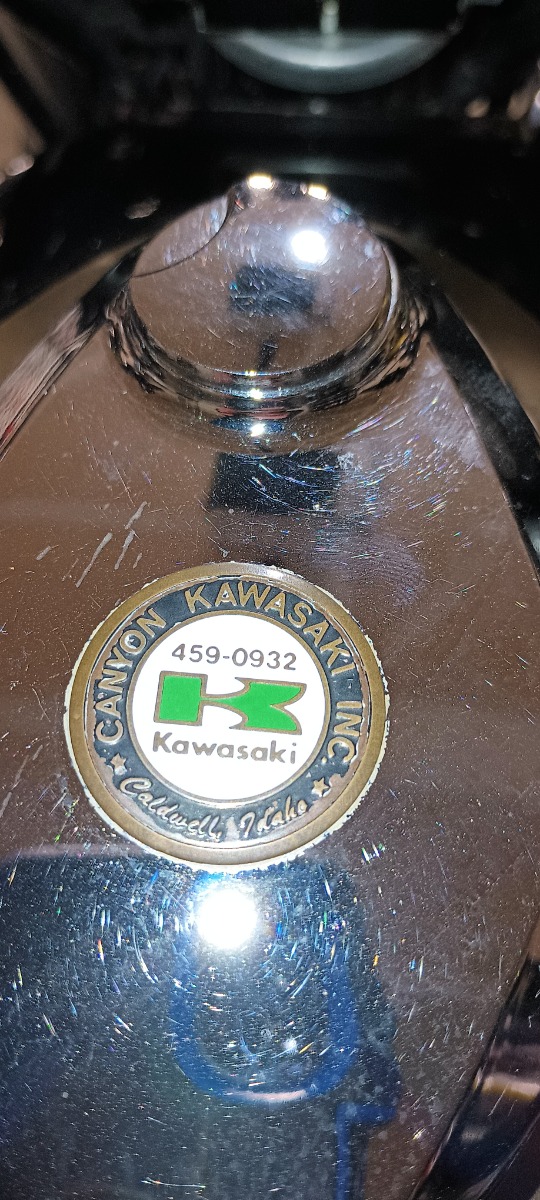 CANYON KAWASAKI INC.
459-0932
K
Kawasaki
Caldwell, Idaho